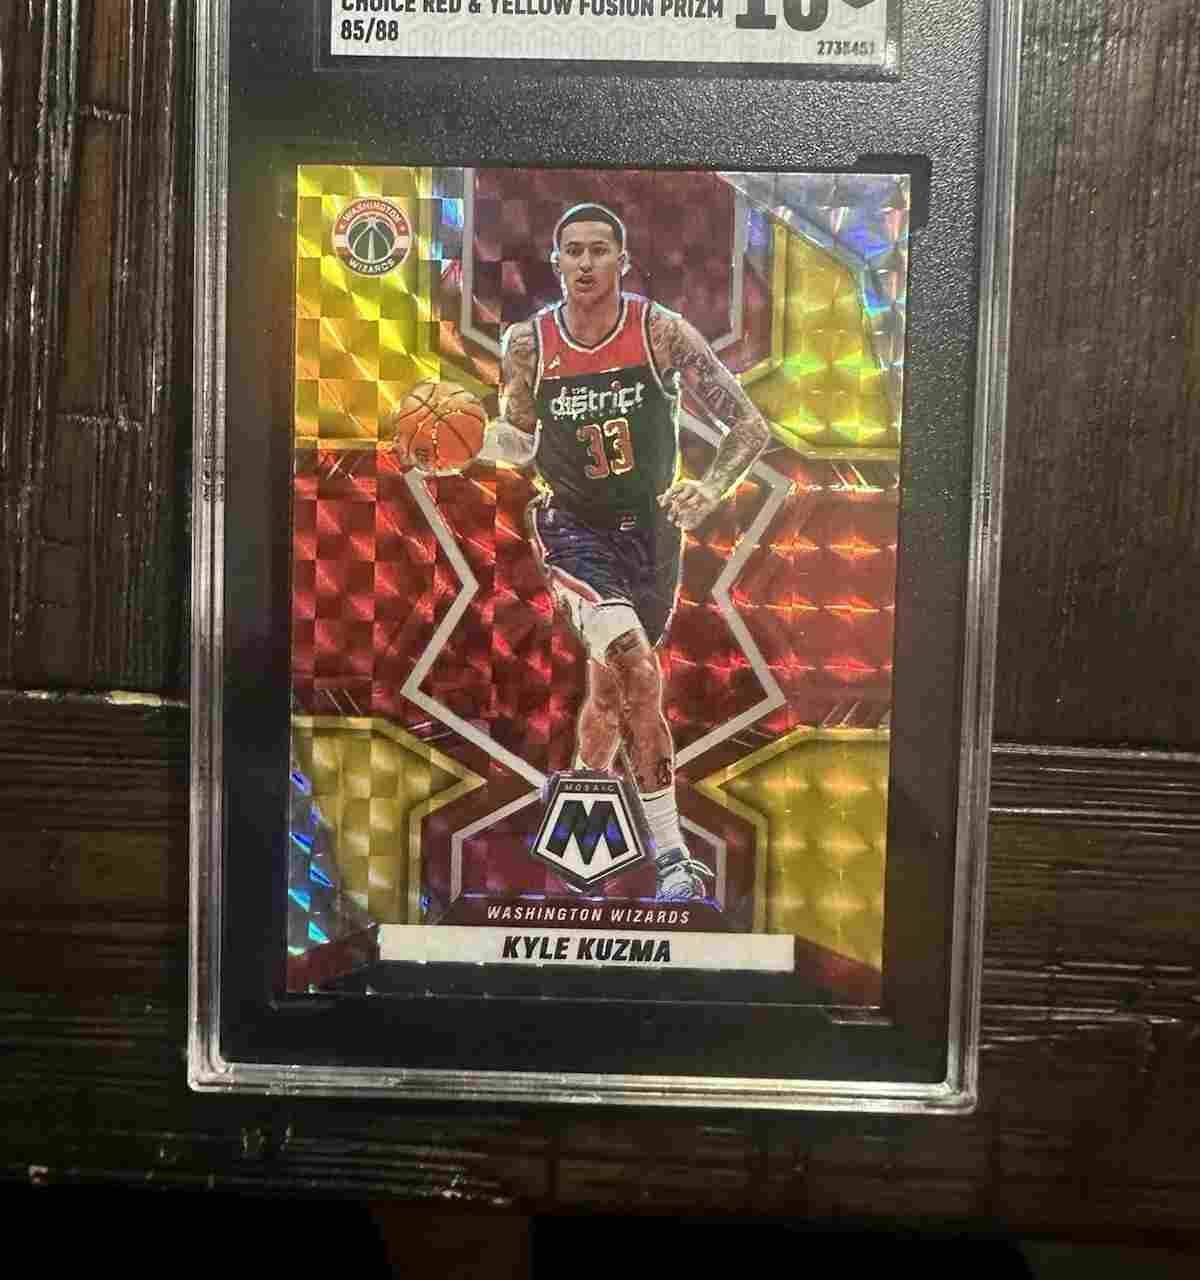 CHOICE RED & YELLOW FUSION PRIZM
10
85/88
2738451
WASHINGTON
WIZARDS
THE
district
33
MOSAIC
M
WASHINGTON WIZARDS
KYLE KUZMA